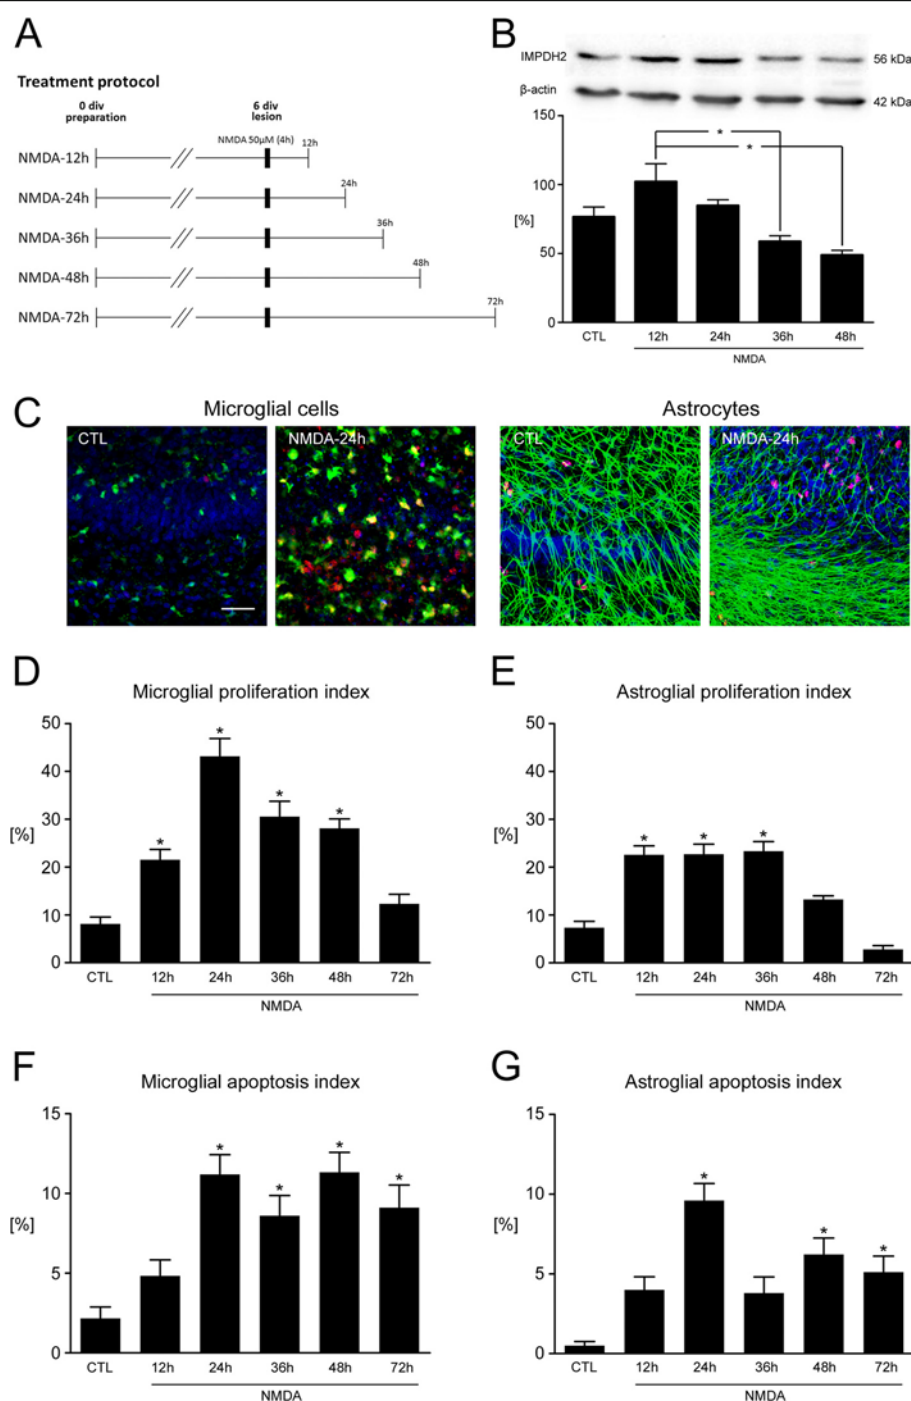 A
Treatment protocol
0 div
preparation
6 div
lesion
NMDA 50µM (4h)
NMDA-12h
12h
NMDA-24h
24h
NMDA-36h
36h
NMDA-48h
48h
NMDA-72h
72h
B
IMPDH2
56 kDa
β-actin
42 kDa
150
100
[%]
50
0
*
*
CTL 12h 24h 36h 48h
NMDA
C
Microglial cells
Astrocytes
CTL
NMDA-24h
CTL
NMDA-24h
D
Microglial proliferation index
50
40
30
[%]
20
10
0
* * * *
CTL 12h 24h 36h 48h 72h
NMDA
E
Astroglial proliferation index
50
40
30
[%]
20
10
0
* * *
CTL 12h 24h 36h 48h 72h
NMDA
F
Microglial apoptosis index
15
10
[%]
5
0
* * * *
CTL 12h 24h 36h 48h 72h
NMDA
G
Astroglial apoptosis index
15
10
[%]
5
0
* * *
CTL 12h 24h 36h 48h 72h
NMDA